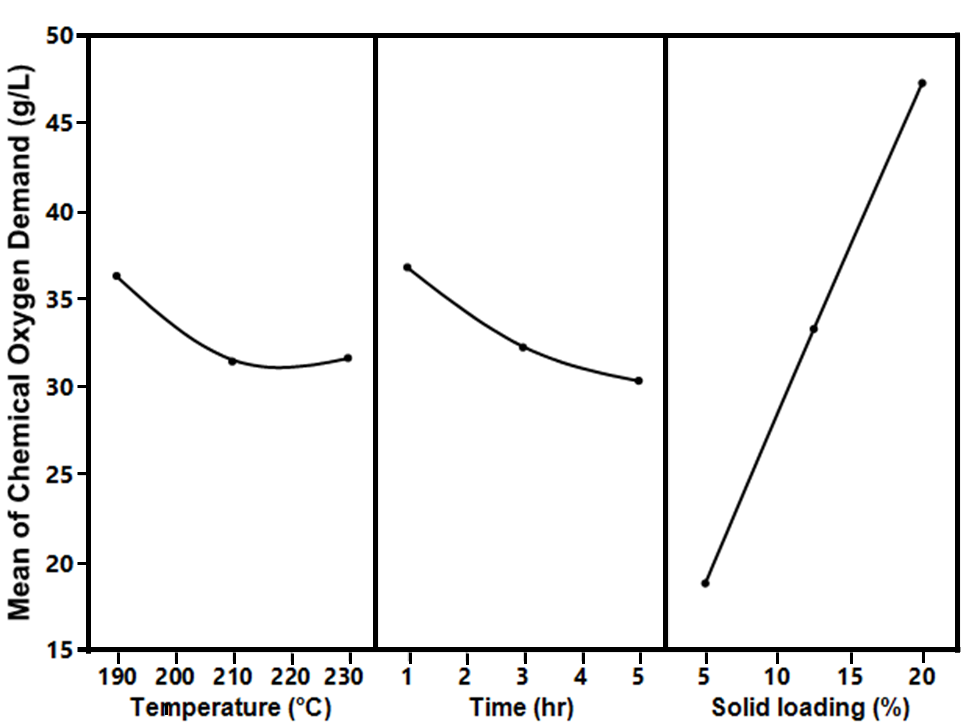 Mean of Chemical Oxygen Demand (g/L)
50
45
40
35
30
25
20
15
190 200 210 220 230 1 2 3 4 5 5 10 15 20
Temperature (°C) Time (hr) Solid loading (%)